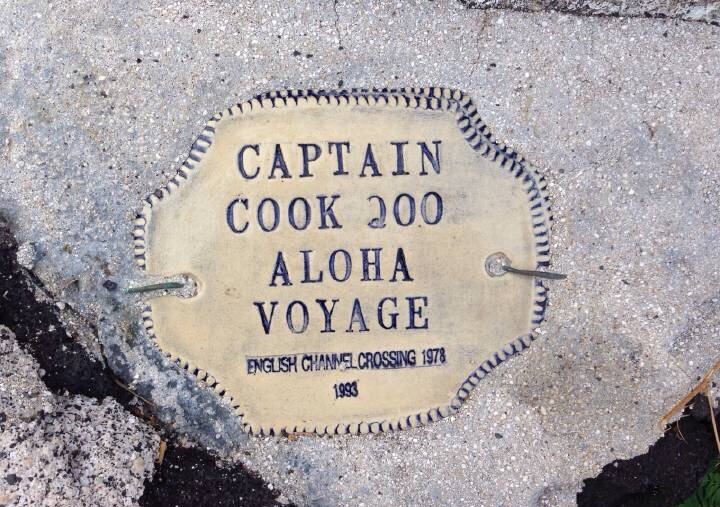 CAPTAIN
COOK 200
ALOHA
VOYAGE
ENGLISH CHANNEL CROSSING 1978
1993